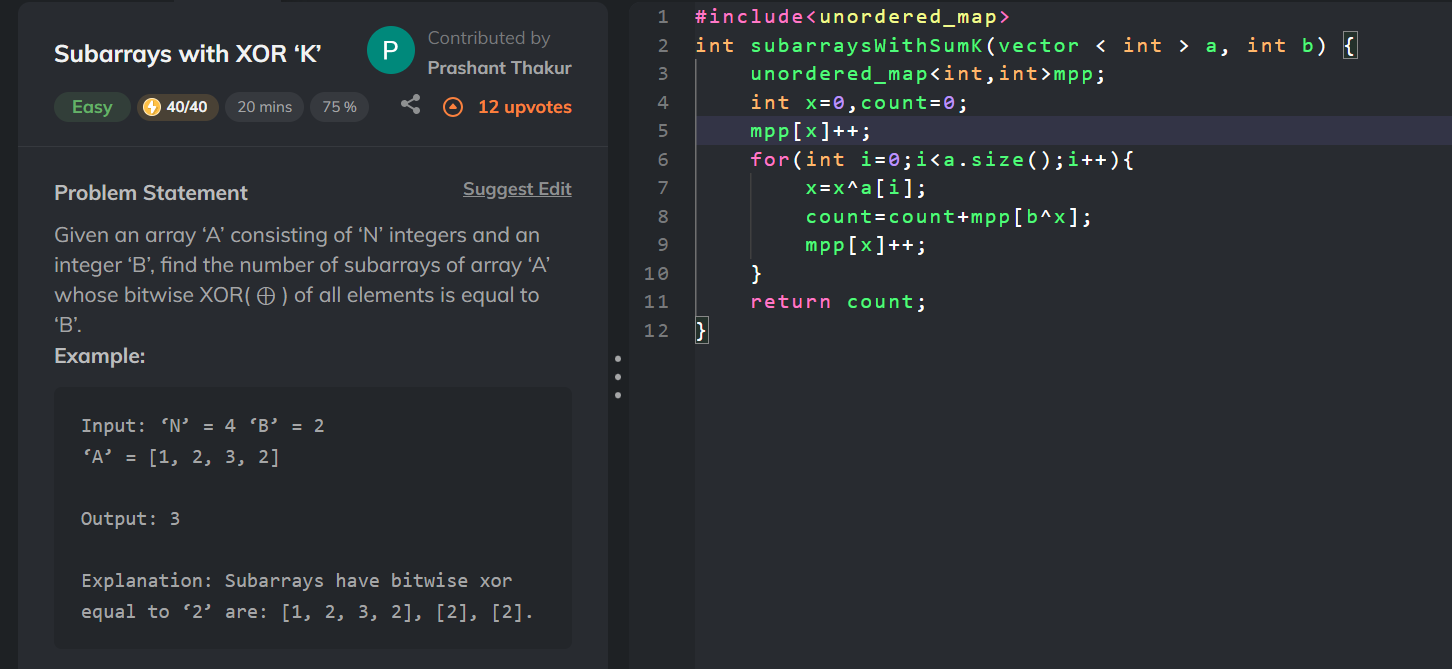 Subarrays with XOR ‘K’
P
Contributed by
Prashant Thakur
Easy
40/40
20 mins
75 %
12 upvotes
Problem Statement
Suggest Edit
Given an array ‘A’ consisting of ‘N’ integers and an
integer ‘B’, find the number of subarrays of array ‘A’
whose bitwise XOR( ⊕ ) of all elements is equal to
‘B’.
Example:
Input: ‘N’ = 4 ‘B’ = 2
‘A’ = [1, 2, 3, 2]
Output: 3
Explanation: Subarrays have bitwise xor
equal to ‘2’ are: [1, 2, 3, 2], [2], [2].
1 #include<unordered_map>
2 int subarraysWithSumK(vector < int > a, int b) {
3     unordered_map<int,int>mpp;
4     int x=0,count=0;
5     mpp[x]++;
6     for(int i=0;i<a.size();i++){
7         x=x^a[i];
8         count=count+mpp[b^x];
9         mpp[x]++;
10     }
11     return count;
12 }